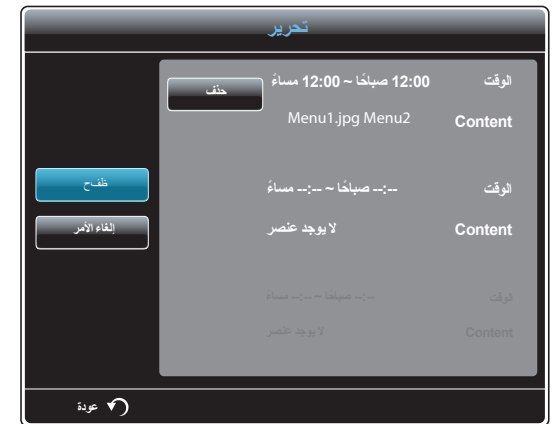 تحرير
الوقت 12:00 صباحًا ~ 12:00 مساءً
حذف
Content Menu1.jpg Menu2
الوقت --:-- صباحًا ~ --:-- مساءً
ظفح
Content لا يوجد عنصر
إلغاء الأمر
الوقت --:-- صباحًا ~ --:-- مساءً
Content لا يوجد عنصر
عودة